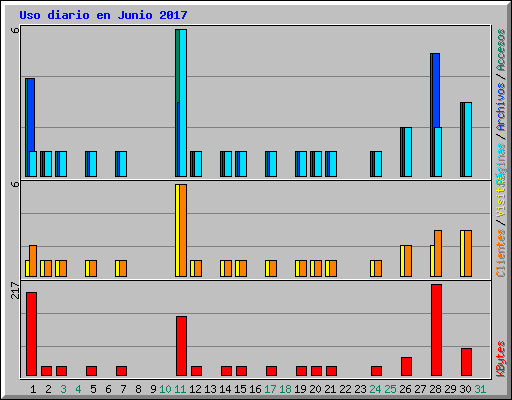 Uso diario en Junio 2017
6
6
217
Accesos / Archivos / Páginas
Visitas / Clientes
KBytes
1 2 3 4 5 6 7 8 9 10 11 12 13 14 15 16 17 18 19 20 21 22 23 24 25 26 27 28 29 30 31